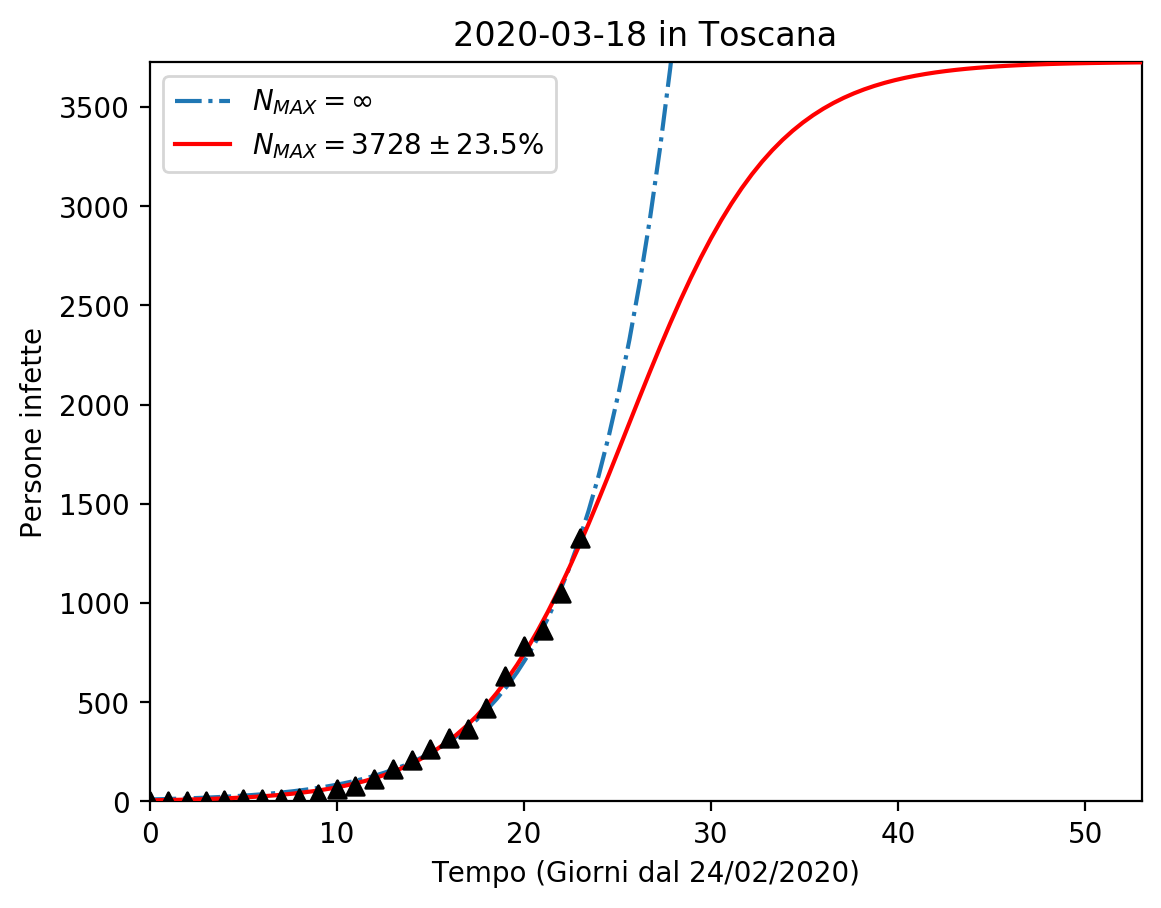 2020-03-18 in Toscana
N_MAX = ∞
N_MAX = 3728 ± 23.5%
Persone infette
3500
3000
2500
2000
1500
1000
500
0
0 10 20 30 40 50
Tempo (Giorni dal 24/02/2020)